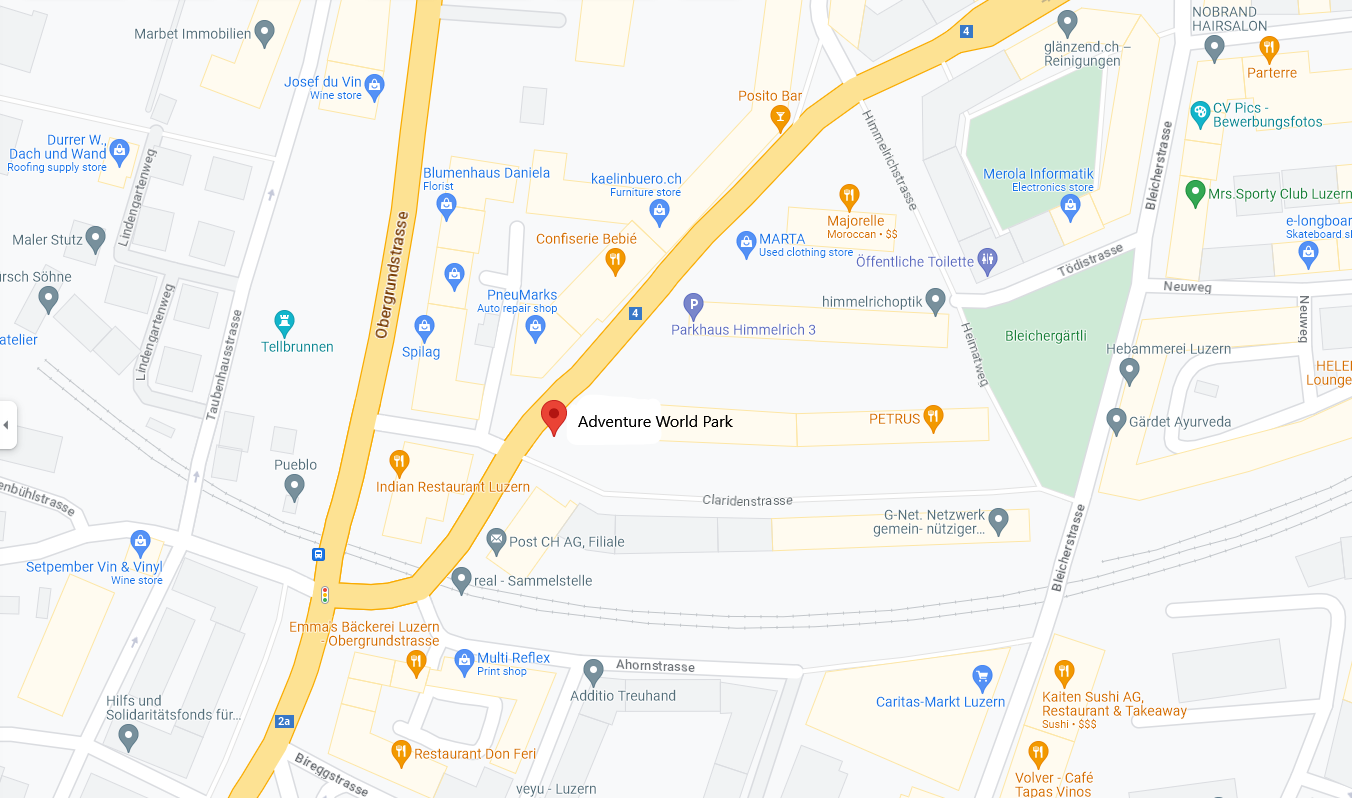 NOBRAND
HAIRSALON
Marbet Immobilien
4
glänzend.ch –
Reinigungen
Parterre
Josef du Vin
Wine store
Posito Bar
CV Pics -
Bewerbungsfotos
Himmelrichstrasse
Bleicherstrasse
Durrer W.,
Dach und Wand
Roofing supply store
Lindengartenweg
Blumenhaus Daniela
Florist
kaelinbuero.ch
Furniture store
Merola Informatik
Electronics store
Mrs.Sporty Club Luzern
Majorelle
Moroccan • $$
e-longboar
Skateboard sh
Maler Stutz
Obergrundstrasse
Confiserie Bebié
MARTA
Used clothing store
Öffentliche Toilette
Tödistrasse
ursch Söhne
Neuweg
Lindengartenweg
PneuMarks
Auto repair shop
himmelrichoptik
4
P
Parkhaus Himmelrich 3
Neuweg
atelier
Tellbrunnen
Spilag
Taubenhausstrasse
Heimatweg
Bleichergärtli
Hebammerei Luzern
HELE
Lounge
Adventure World Park
PETRUS
Gärdet Ayurveda
Pueblo
Indian Restaurant Luzern
enbühlstrasse
Claridenstrasse
G-Net. Netzwerk
gemein- nütziger...
Post CH AG, Filiale
Bleicherstrasse
Setpember Vin & Vinyl
Wine store
real - Sammelstelle
Emma's Bäckerei Luzern
- Obergrundstrasse
Multi Reflex
Print shop
Ahornstrasse
Additio Treuhand
Caritas-Markt Luzern
Kaiten Sushi AG,
Restaurant & Takeaway
Sushi • $$$
Hilfs und
Solidaritätsfonds für...
2a
Restaurant Don Feri
Bireggstrasse
veyu - Luzern
Volver - Café
Tapas Vinos